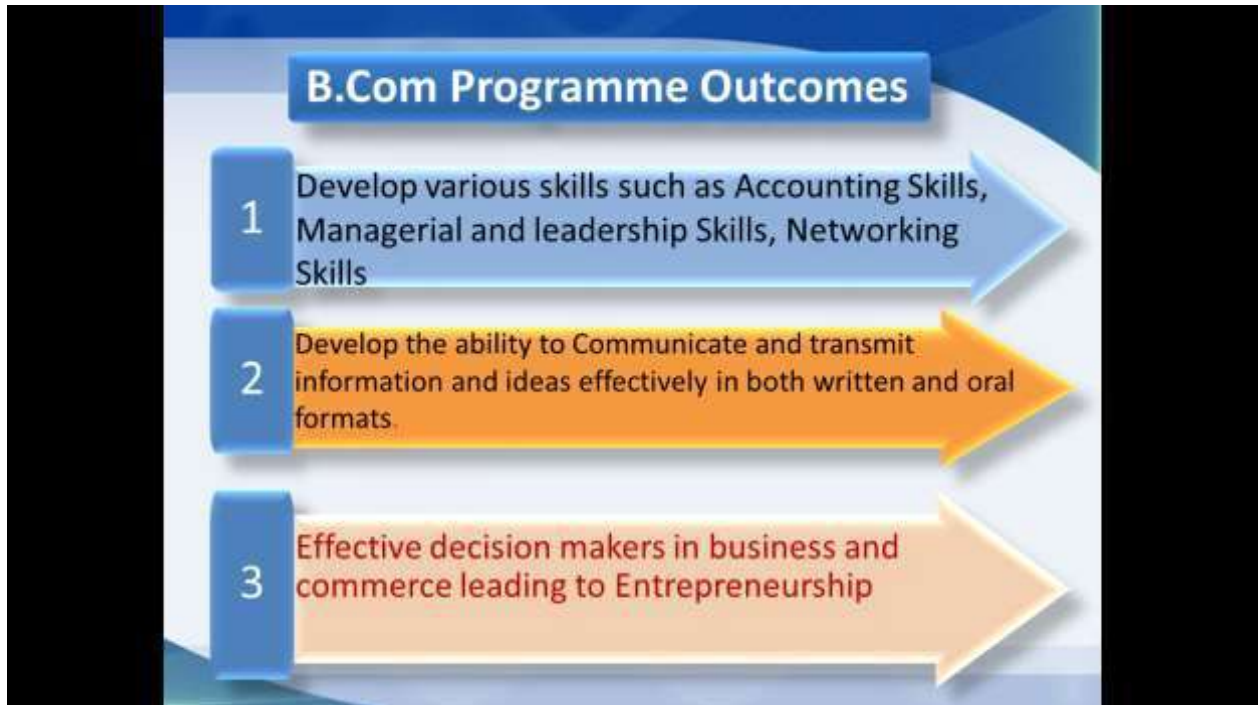 B.Com Programme Outcomes
1
Develop various skills such as Accounting Skills,
Managerial and leadership Skills, Networking
Skills
2
Develop the ability to Communicate and transmit
information and ideas effectively in both written and oral
formats.
3
Effective decision makers in business and
commerce leading to Entrepreneurship